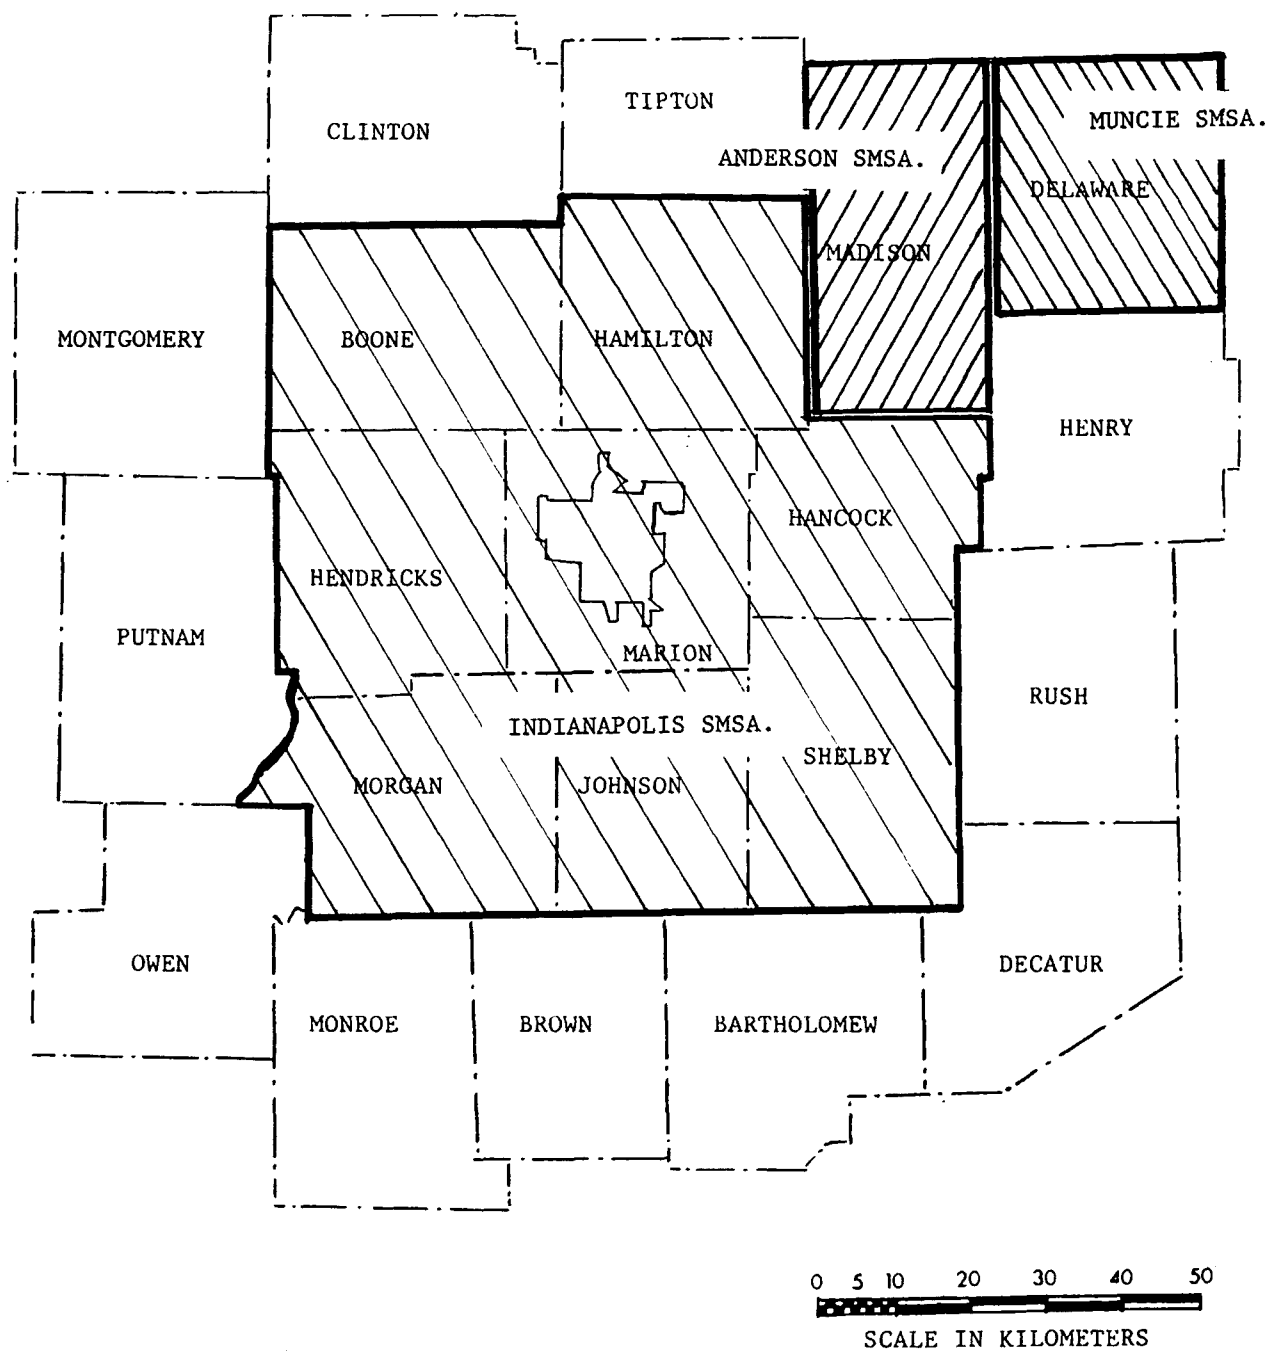 TIPTON
CLINTON
MUNCIE SMSA.
ANDERSON SMSA.
DELAWARE
MADISON
MONTGOMERY
BOONE
HAMILTON
HENRY
HANCOCK
HENDRICKS
PUTNAM
MARION
RUSH
INDIANAPOLIS SMSA.
SHELBY
MORGAN
JOHNSON
OWEN
DECATUR
MONROE
BROWN
BARTHOLOMEW
0 5 10 20 30 40 50
SCALE IN KILOMETERS